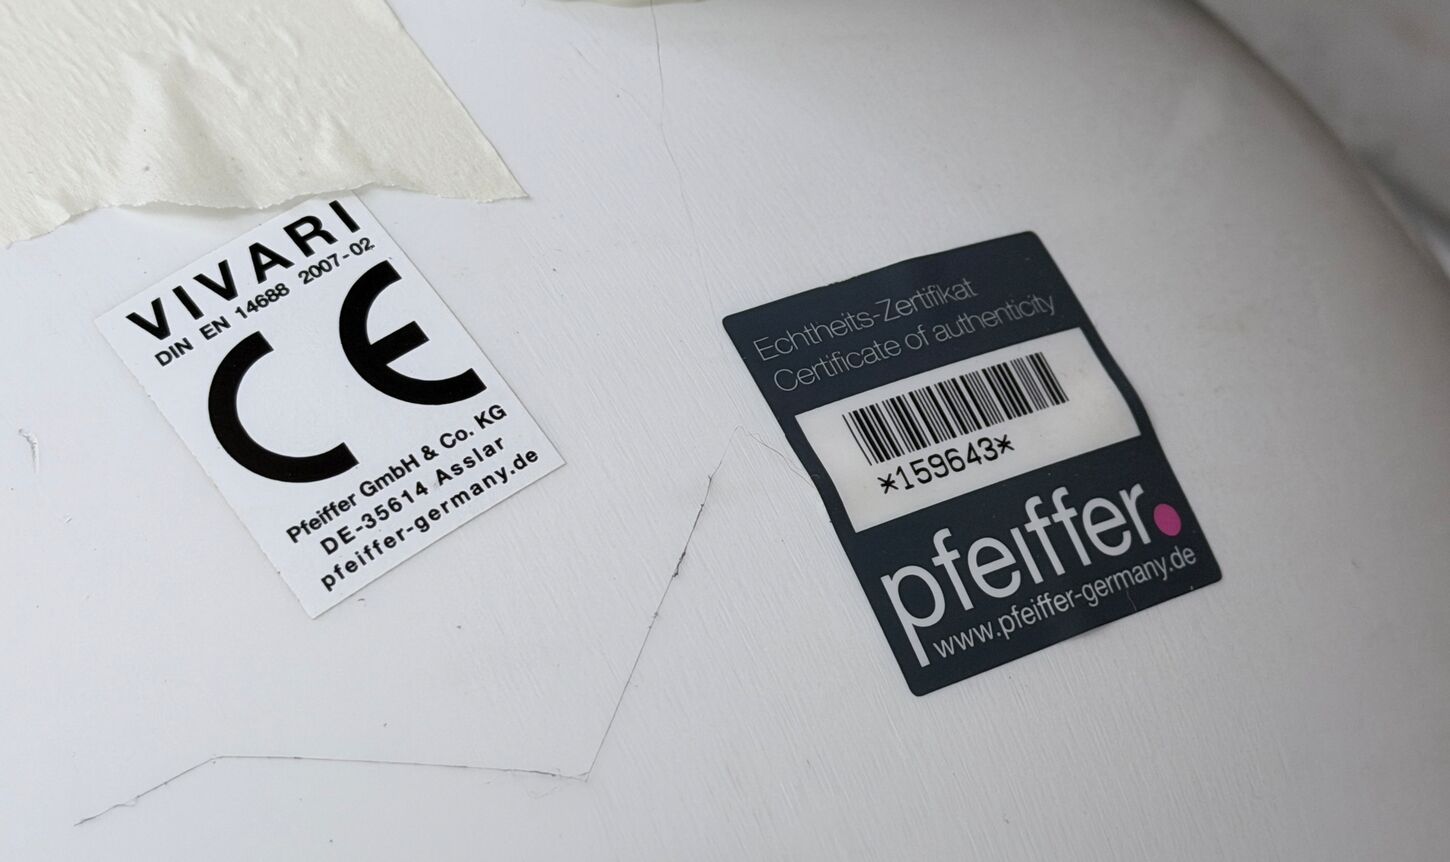 VIVARI
DIN EN 14688 2007-02
CE
Pfeiffer GmbH & Co. KG
DE-35614 Asslar
pfeiffer-germany.de
Echtheits-Zertifikat
Certificate of authenticity
*159643*
pfeiffer.
www.pfeiffer-germany.de